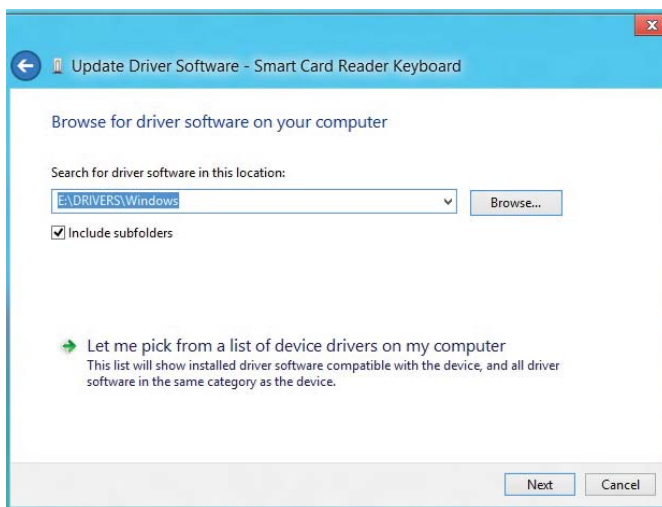 x
Update Driver Software - Smart Card Reader Keyboard
Browse for driver software on your computer
Search for driver software in this location:
E:\DRIVERS\Windows
Browse...
Include subfolders
Let me pick from a list of device drivers on my computer
This list will show installed driver software compatible with the device, and all driver
software in the same category as the device.
Next Cancel